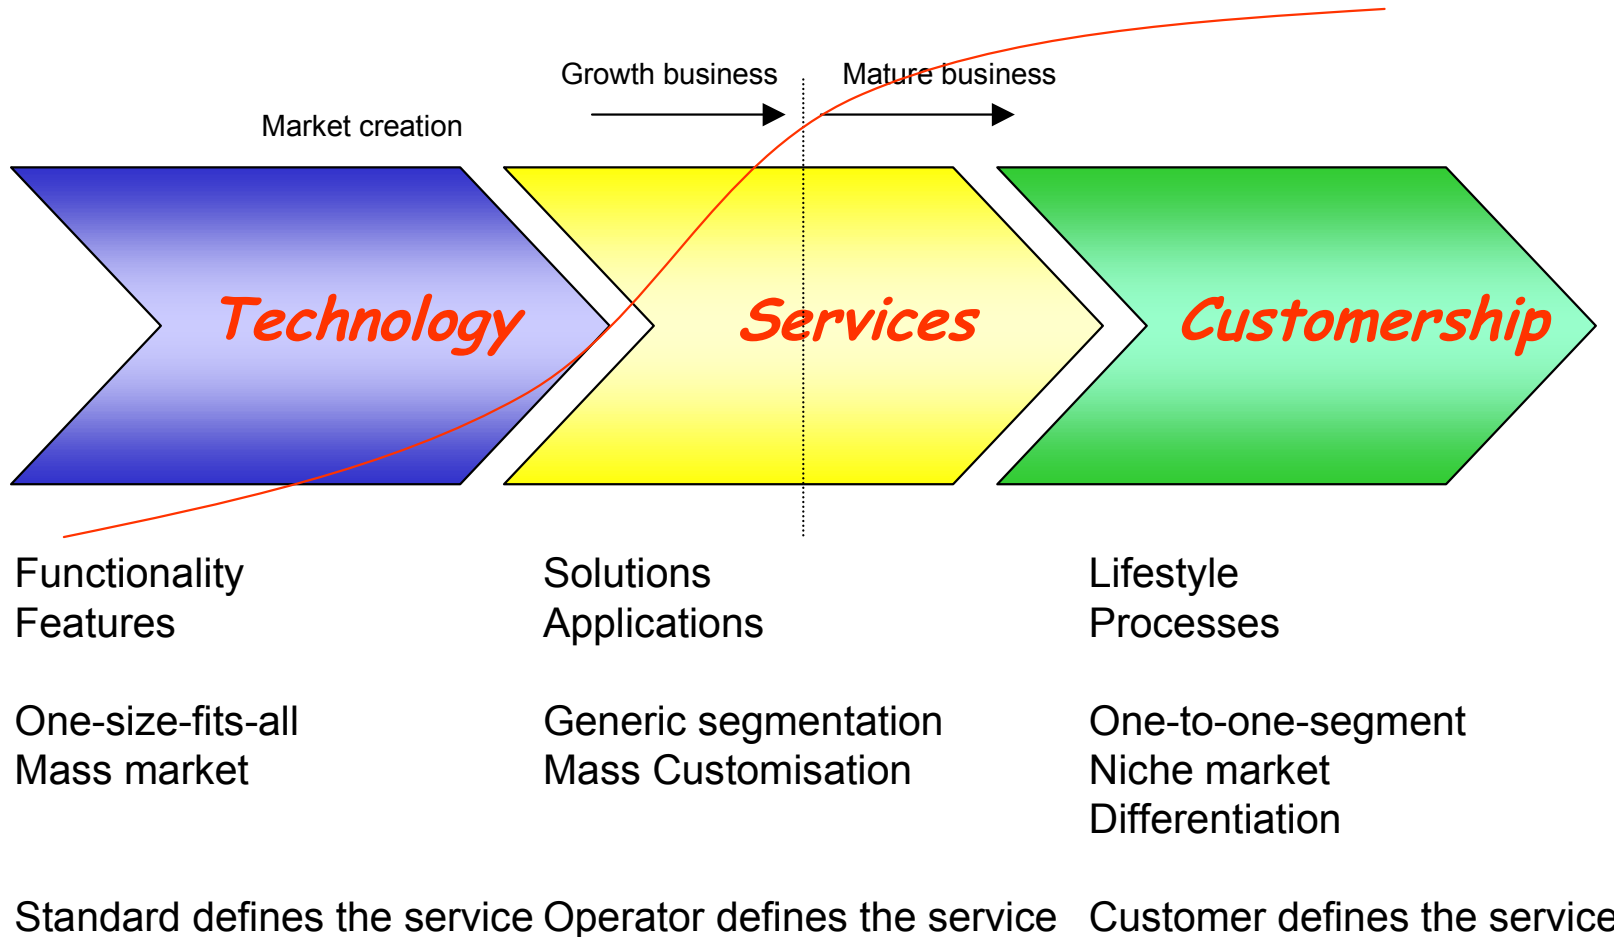 Growth business
Mature business
Market creation
Technology
Services
Customership
Functionality
Features
One-size-fits-all
Mass market
Standard defines the service
Solutions
Applications
Generic segmentation
Mass Customisation
Operator defines the service
Lifestyle
Processes
One-to-one-segment
Niche market
Differentiation
Customer defines the service